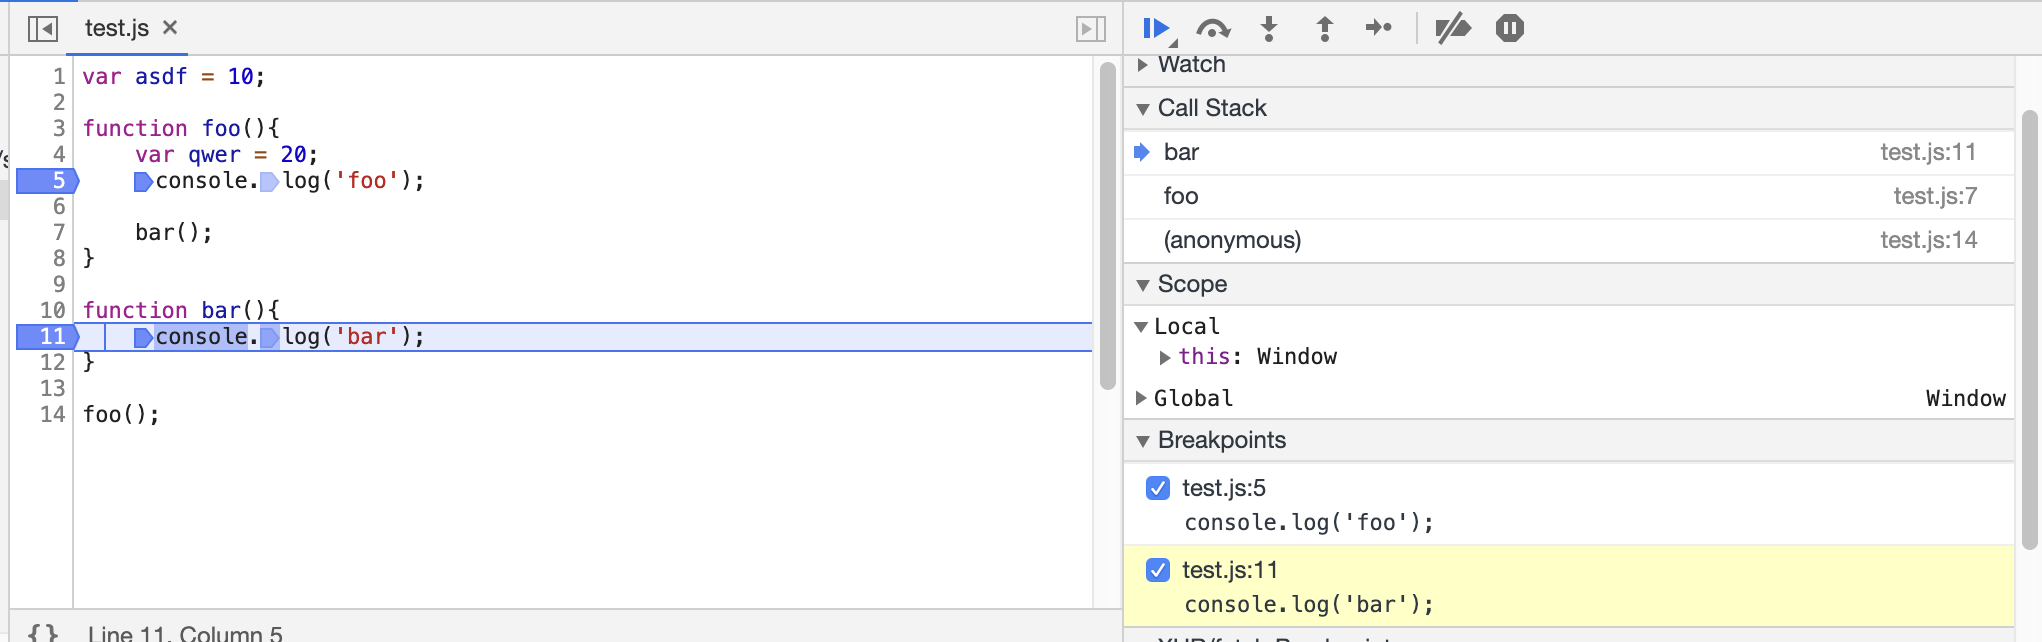 test.js ×
1 var asdf = 10;
2
3 function foo(){
4     var qwer = 20;
5     console.log('foo');
6
7     bar();
8 }
9
10 function bar(){
11     console.log('bar');
12 }
13
14 foo();
{} Line 11, Column 5
Watch
Call Stack
bar test.js:11
foo test.js:7
(anonymous) test.js:14
Scope
Local
this: Window
Global Window
Breakpoints
test.js:5
console.log('foo');
test.js:11
console.log('bar');
XHR/fetch Breakpoints